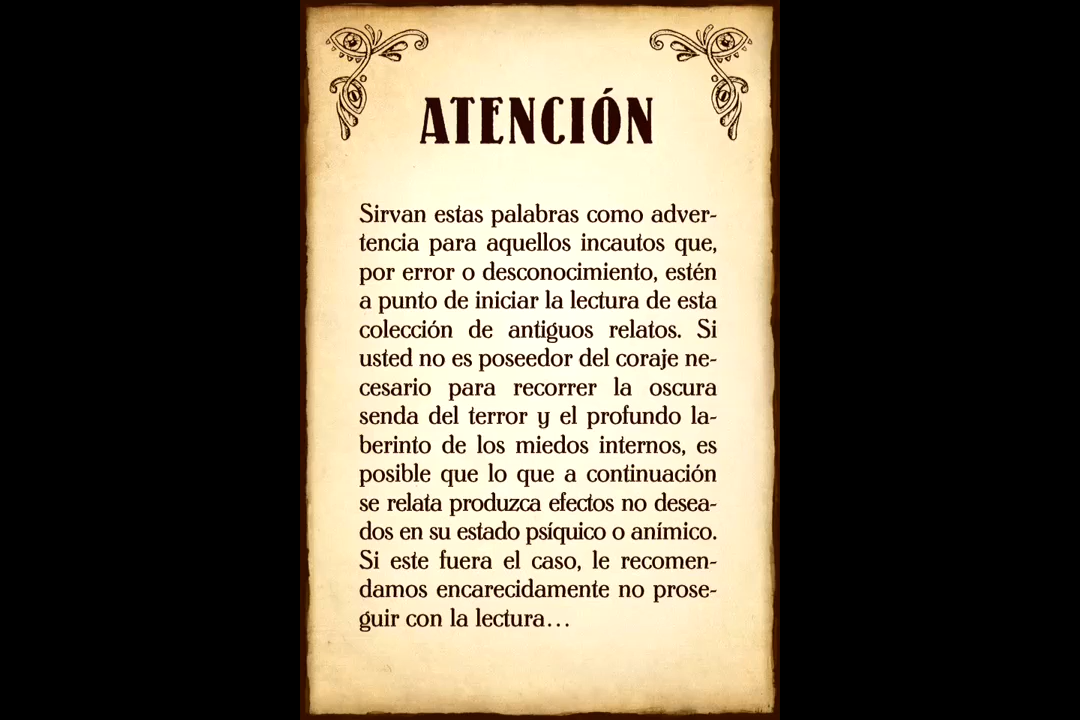 ATENCIÓN
Sirvan estas palabras como adver-
tencia para aquellos incautos que,
por error o desconocimiento, estén
a punto de iniciar la lectura de esta
colección de antiguos relatos. Si
usted no es poseedor del coraje ne-
cesario para recorrer la oscura
senda del terror y el profundo la-
berinto de los miedos internos, es
posible que lo que a continuación
se relata produzca efectos no desea-
dos en su estado psíquico o anímico.
Si este fuera el caso, le recomen-
damos encarecidamente no prose-
guir con la lectura…